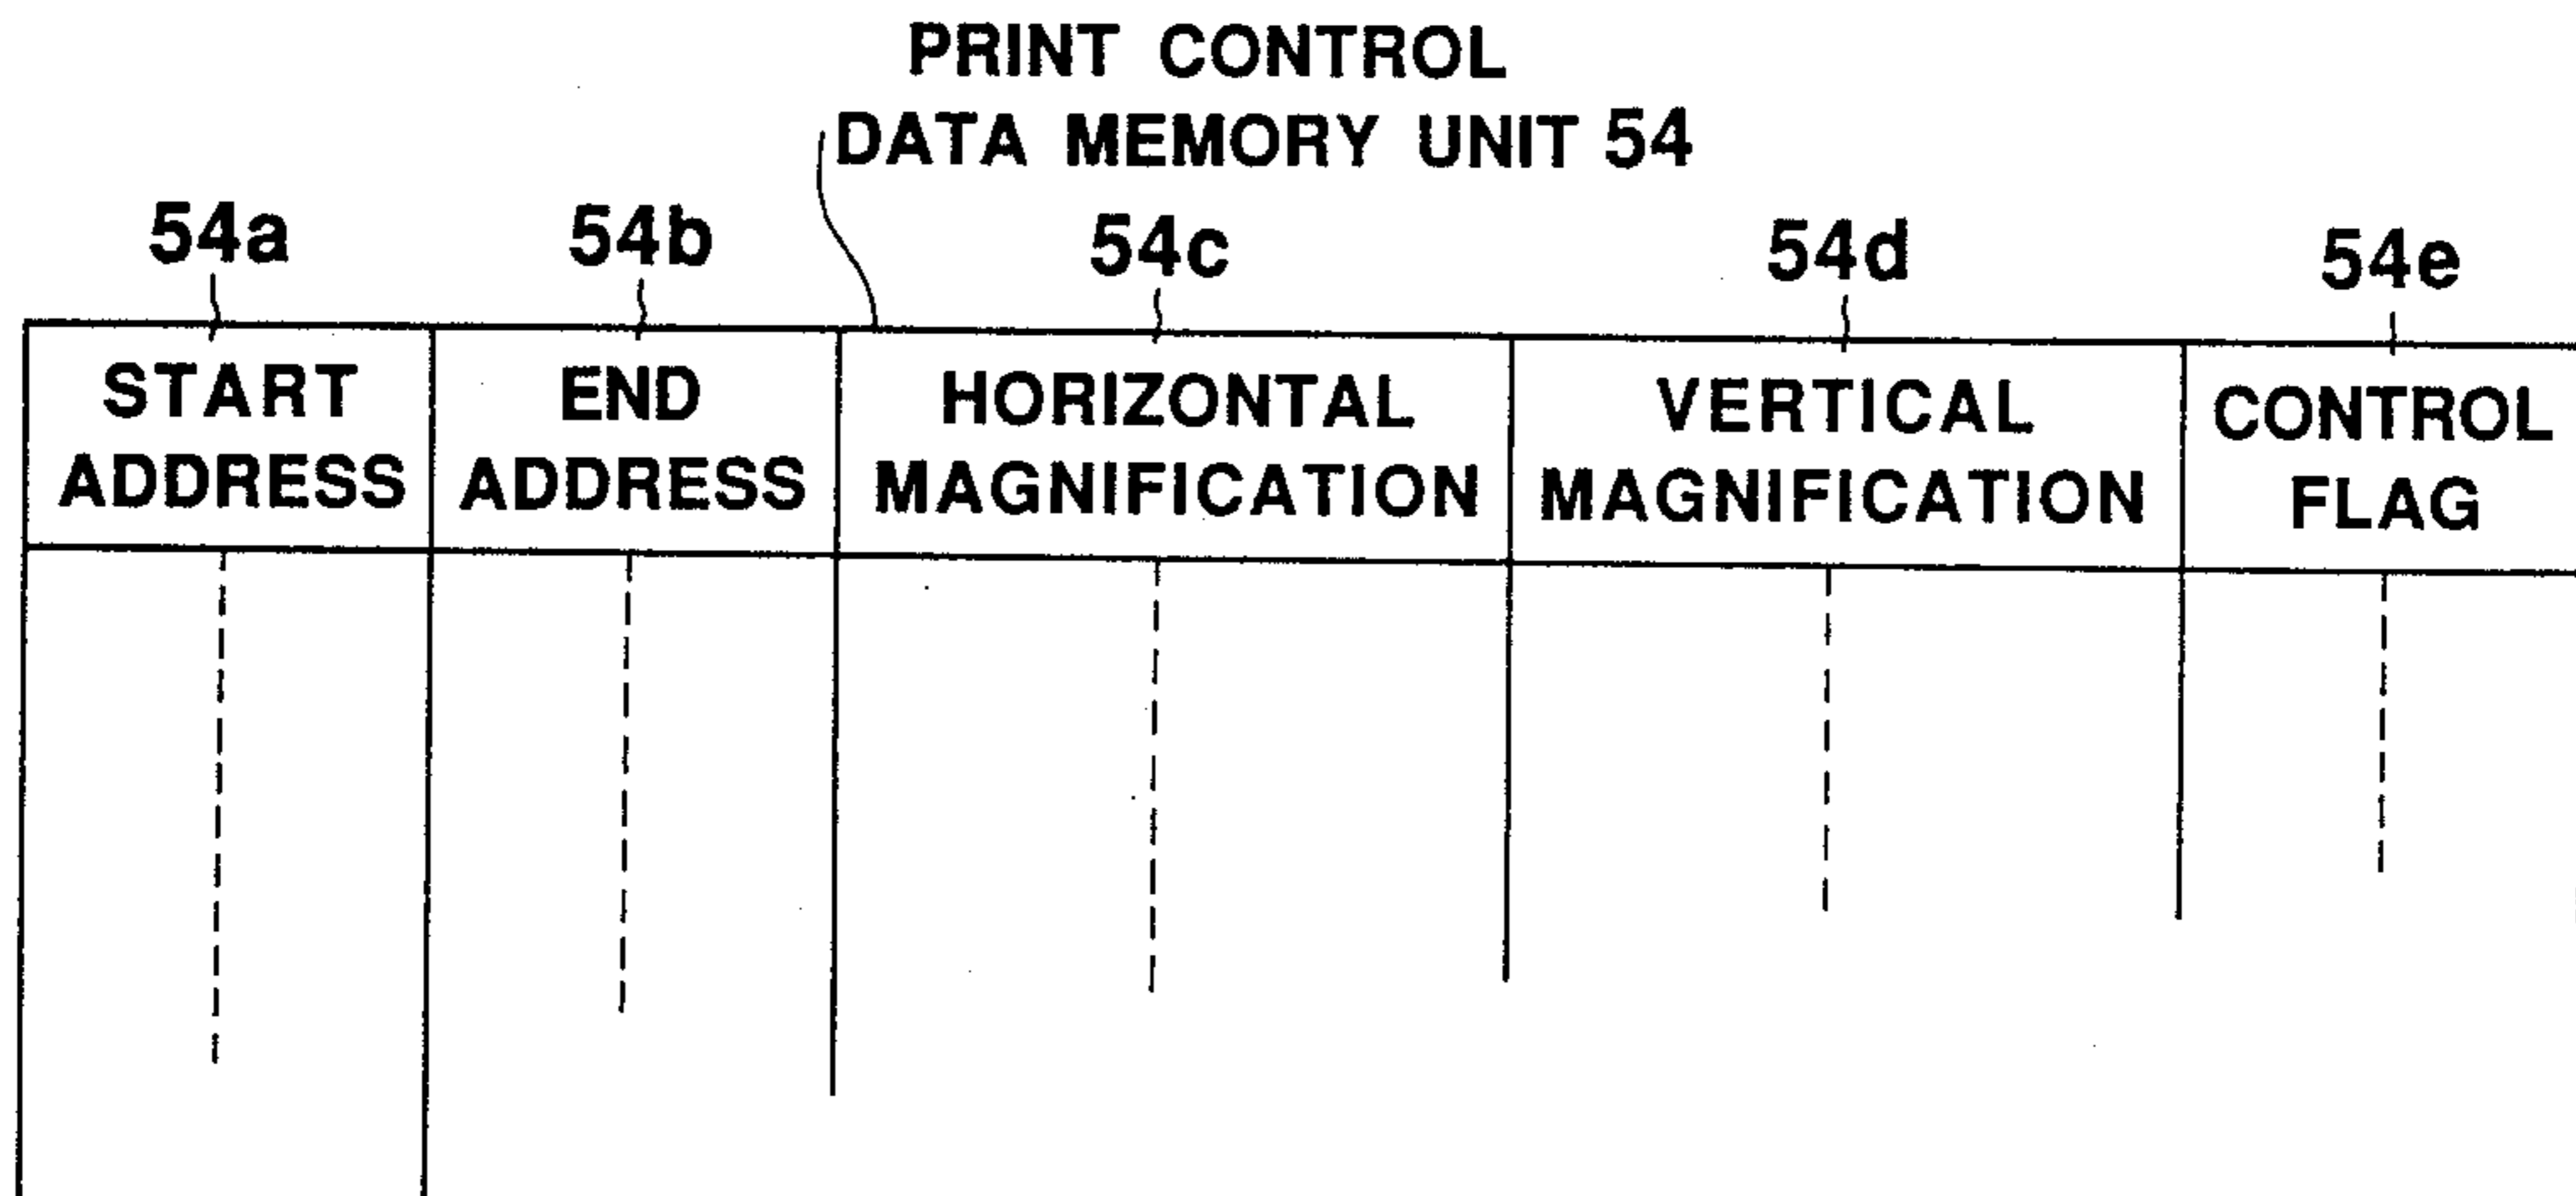 PRINT CONTROL
DATA MEMORY UNIT 54
54a 54b 54c 54d 54e
START ADDRESS
END ADDRESS
HORIZONTAL MAGNIFICATION
VERTICAL MAGNIFICATION
CONTROL FLAG